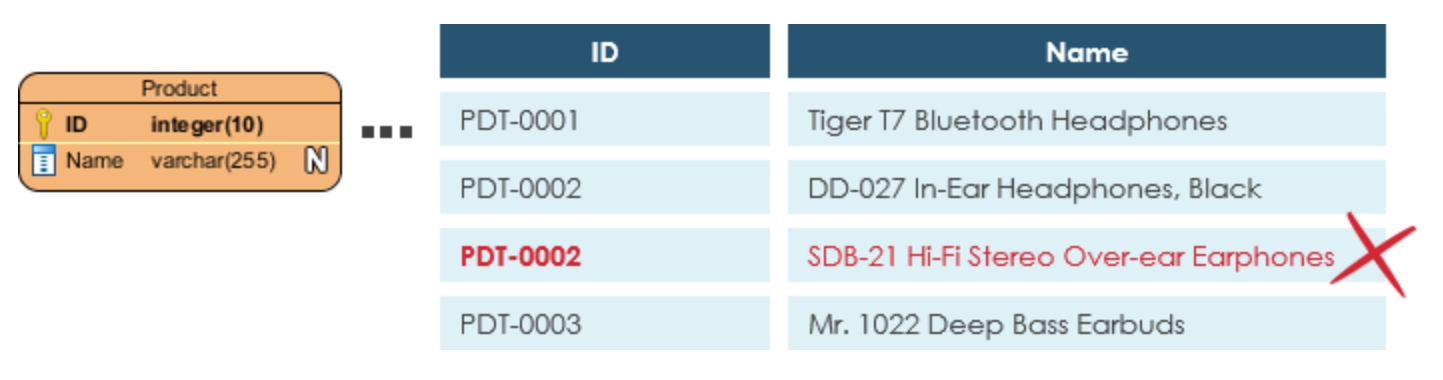 Product
ID integer(10)
Name varchar(255) N
ID Name
PDT-0001 Tiger T7 Bluetooth Headphones
PDT-0002 DD-027 In-Ear Headphones, Black
PDT-0002 SDB-21 Hi-Fi Stereo Over-ear Earphones
PDT-0003 Mr. 1022 Deep Bass Earbuds